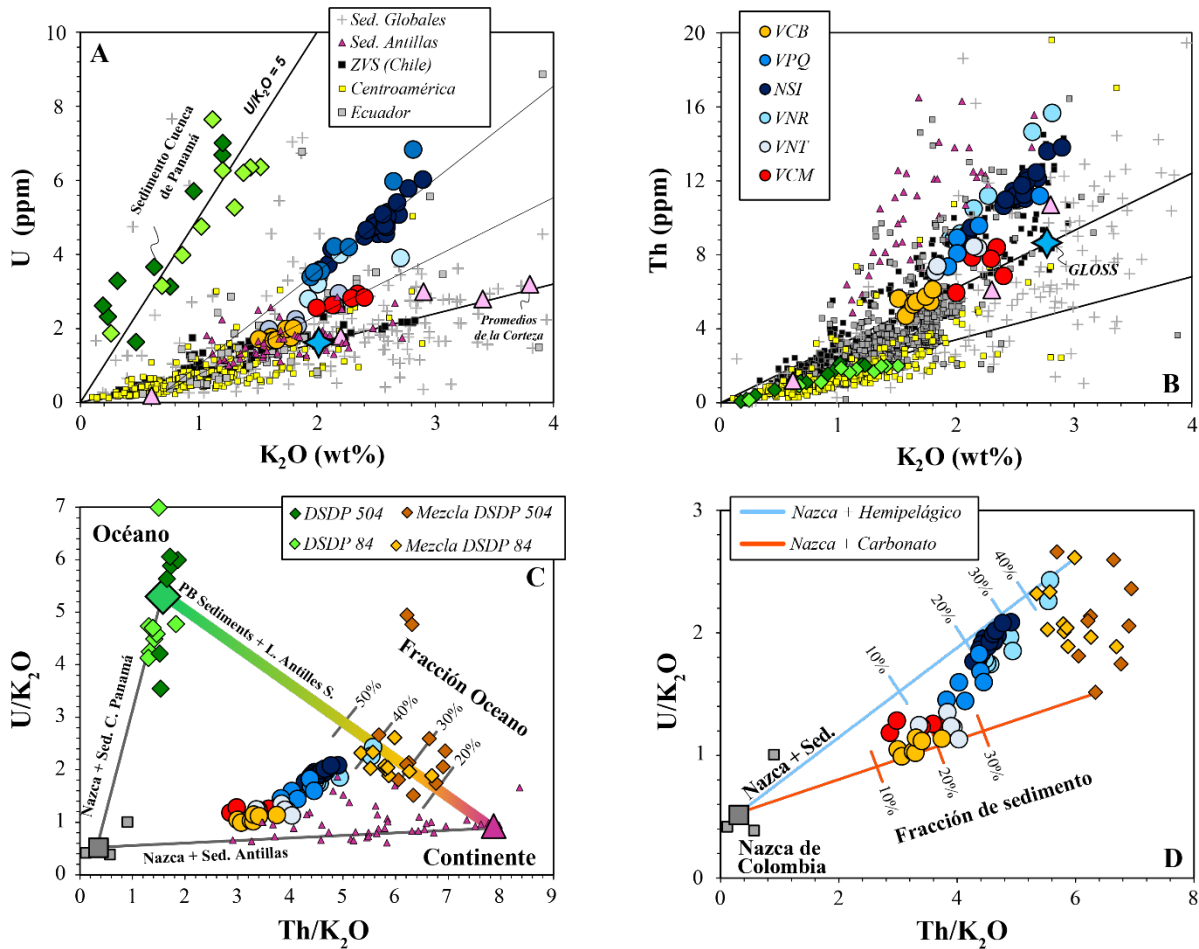 A
10
8
6
4
2
0
U (ppm)
0
1
2
3
4
K₂O (wt%)
Sed. Globales
Sed. Antillas
ZVS (Chile)
Centroamérica
Ecuador
U/K₂O = 5
Sedimento Cuenca
de Panamá
Promedios
de la Corteza
B
20
16
12
8
4
0
Th (ppm)
0
1
2
3
4
K₂O (wt%)
VCB
VPQ
NSI
VNR
VNT
VCM
GLOSS
C
7
6
5
4
3
2
1
0
U/K₂O
0
1
2
3
4
5
6
7
8
Th/K₂O
Océano
DSDP 504
Mezcla DSDP 504
DSDP 84
Mezcla DSDP 84
PB Sediments + L. Antilles S.
Fracción Oceano
50%
40%
30%
20%
Nazca + Sed. C. Panamá
Nazca + Sed. Antillas
Continente
D
3
2
1
0
U/K₂O
0
2
4
6
8
Th/K₂O
Nazca + Hemipelágico
Nazca + Carbonato
10%
20%
30%
40%
Nazca + Sed.
10%
20%
30%
Fracción de sedimento
Nazca de
Colombia